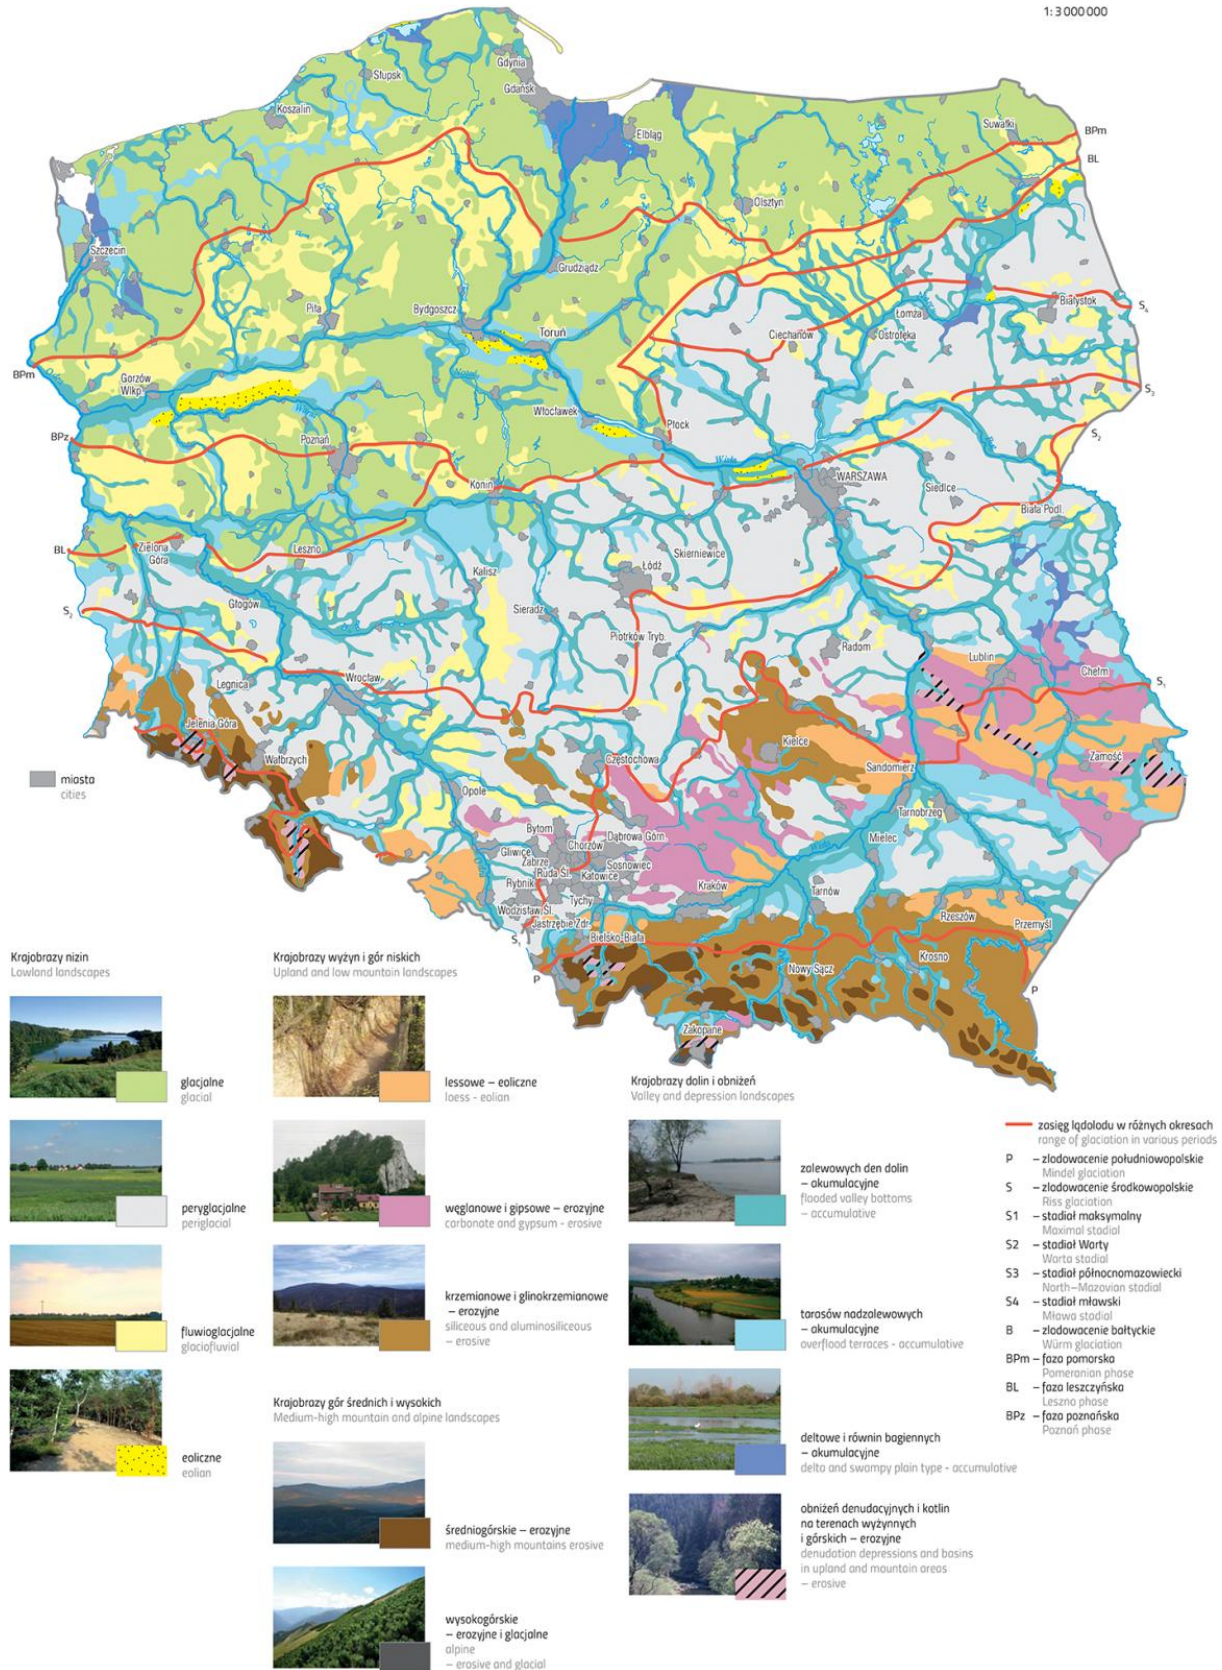 1:3 000 000
Gdynia
Słupsk
Gdańsk
Koszalin
Elbląg
Suwałki
BPm
BL
Olsztyn
Szczecin
Grudziądz
Piła
Bydgoszcz
Toruń
Łomża
Białystok
S4
Ciechanów
Ostrołęka
BPm
Gorzów
Wlkp.
Włocławek
Płock
S3
BPz
Poznań
S2
Konin
Wisła
WARSZAWA
Siedlce
Biała Podl.
BL
Zielona
Góra
Leszno
Skierniewice
Łódź
Kalisz
S2
Głogów
Sieradz
Piotrków Tryb.
Radom
Lublin
Chełm
S1
Legnica
Wrocław
Jelenia Góra
Wałbrzych
Kielce
Częstochowa
Sandomierz
Zamość
miasta
cities
Opole
Tarnobrzeg
Bytom
Dąbrowa Górn.
Mielec
Gliwice
Chorzów
Zabrze
Sosnowiec
Ruda Śl.
Katowice
Rybnik
Kraków
Tychy
Tarnów
Wodzisław Śl.
Rzeszów
Jastrzębie Zdr.
Przemyśl
S1
Bielsko-Biała
Krosno
P
Nowy Sącz
P
Zakopane
Krajobrazy nizin
Lowland landscapes
glacjalne
glacial
peryglacjalne
periglacial
fluwioglacjalne
glaciofluvial
eoliczne
eolian
Krajobrazy wyżyn i gór niskich
Upland and low mountain landscapes
lessowe – eoliczne
loess - eolian
węglanowe i gipsowe – erozyjne
carbonate and gypsum - erosive
krzemianowe i glinokrzemianowe
– erozyjne
siliceous and aluminosiliceous
– erosive
Krajobrazy gór średnich i wysokich
Medium-high mountain and alpine landscapes
średniogórskie – erozyjne
medium-high mountains erosive
wysokogórskie
– erozyjne i glacjalne
alpine
– erosive and glacial
Krajobrazy dolin i obniżeń
Valley and depression landscapes
zalewowych den dolin
– akumulacyjne
flooded valley bottoms
– accumulative
tarasów nadzalewowych
– akumulacyjne
overflood terraces - accumulative
deltowe i równin bagiennych
– akumulacyjne
delta and swampy plain type - accumulative
obniżeń denudacyjnych i kotlin
na terenach wyżynnych
i górskich – erozyjne
denudation depressions and basins
in upland and mountain areas
– erosive
zasięg lądolodu w różnych okresach
range of glaciation in various periods
P – zlodowacenie południowopolskie
Mindel glaciation
S – zlodowacenie środkowopolskie
Riss glaciation
S1 – stadiał maksymalny
Maximal stadial
S2 – stadiał Warty
Warta stadial
S3 – stadiał północnomazowiecki
North–Mazovian stadial
S4 – stadiał mławski
Mława stadial
B – zlodowacenie bałtyckie
Würm glaciation
BPm – faza pomorska
Pomeranian phase
BL – faza leszczyńska
Leszno phase
BPz – faza poznańska
Poznań phase